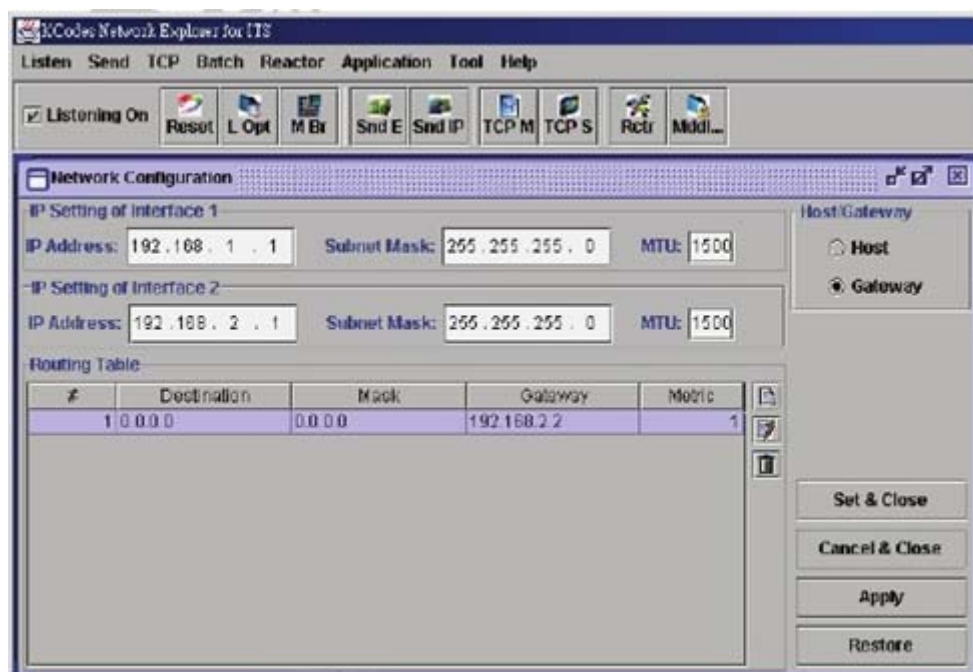 KCodes Network Explorer for ITS
Listen Send TCP Batch Reactor Application Tool Help
Listening On Reset L Opt M Br Snd E Snd IP TCP M TCP S Rctr Mddl...
Network Configuration
IP Setting of Interface 1
IP Address: 192.168. 1 . 1 Subnet Mask: 255.255.255. 0 MTU: 1500
IP Setting of Interface 2
IP Address: 192.168. 2 . 1 Subnet Mask: 255.255.255. 0 MTU: 1500
Host/Gateway
Host
Gateway
Routing Table
# Destination Mask Gateway Metric
1 0.0.0.0 0.0.0.0 192.168.2.2 1
Set & Close
Cancel & Close
Apply
Restore